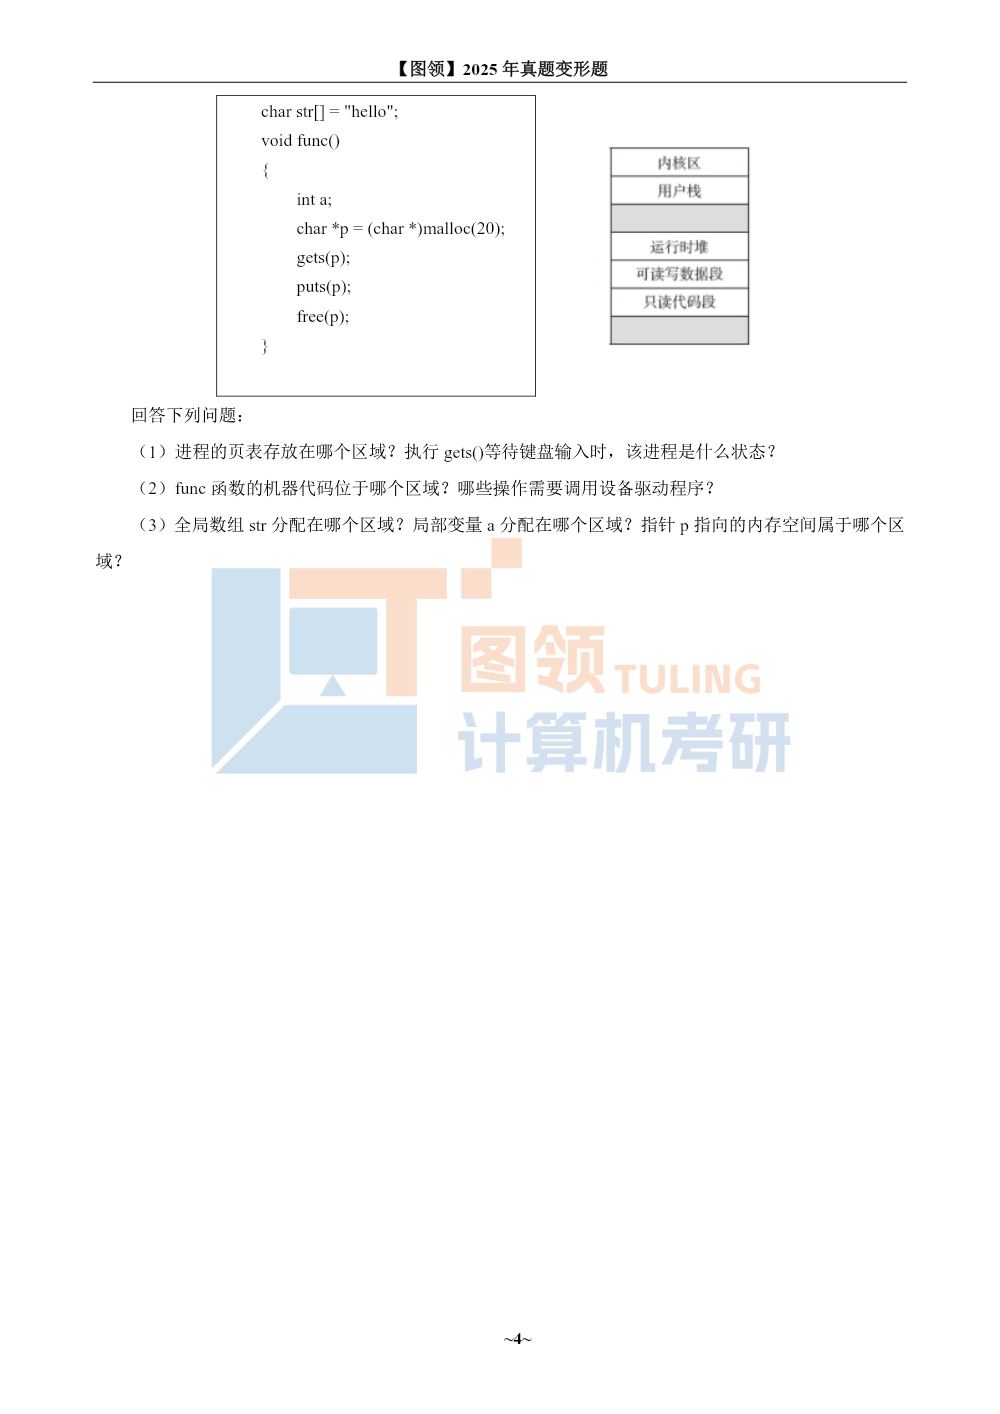 【图领】2025 年真题变形题
char str[] = "hello";
void func()
{
int a;
char *p = (char *)malloc(20);
gets(p);
puts(p);
free(p);
}
内核区
用户栈
运行时堆
可读写数据段
只读代码段
回答下列问题：
（1）进程的页表存放在哪个区域？执行 gets()等待键盘输入时，该进程是什么状态？
（2）func 函数的机器代码位于哪个区域？哪些操作需要调用设备驱动程序？
（3）全局数组 str 分配在哪个区域？局部变量 a 分配在哪个区域？指针 p 指向的内存空间属于哪个区
域？
图领 TULING
计算机考研
~4~